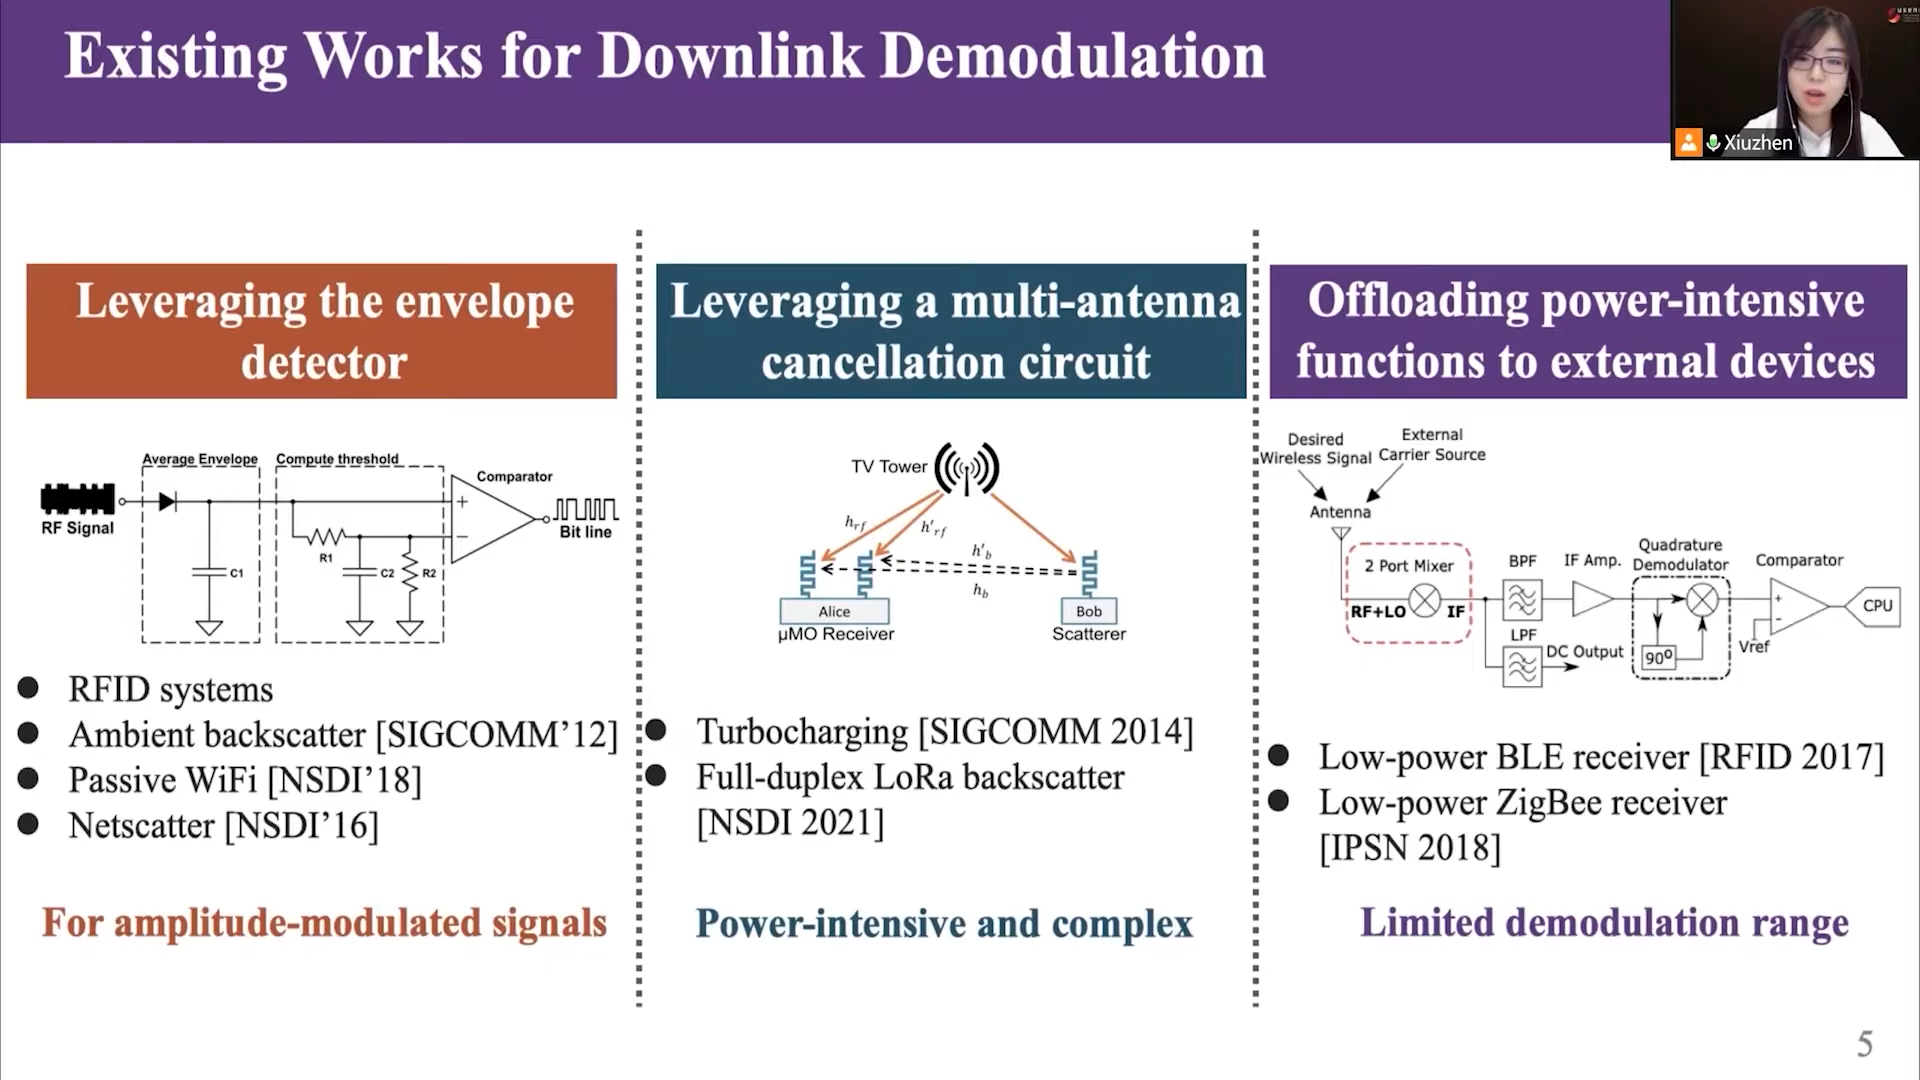 Existing Works for Downlink Demodulation
usen
Xiuzhen
Leveraging the envelope
detector
Average Envelope
Compute threshold
Comparator
RF Signal
Bit line
R1
C1
C2
R2
+
−
RFID systems
Ambient backscatter [SIGCOMM’12]
Passive WiFi [NSDI’18]
Netscatter [NSDI’16]
For amplitude-modulated signals
Leveraging a multi-antenna
cancellation circuit
TV Tower
hrf
h′rf
h′b
hb
Alice
Bob
µMO Receiver
Scatterer
Turbocharging [SIGCOMM 2014]
Full-duplex LoRa backscatter
[NSDI 2021]
Power-intensive and complex
Offloading power-intensive
functions to external devices
Desired
Wireless Signal
External
Carrier Source
Antenna
2 Port Mixer
RF+LO
IF
BPF
IF Amp.
Quadrature
Demodulator
Comparator
+
-
CPU
LPF
DC Output
90º
Vref
Low-power BLE receiver [RFID 2017]
Low-power ZigBee receiver
[IPSN 2018]
Limited demodulation range
5